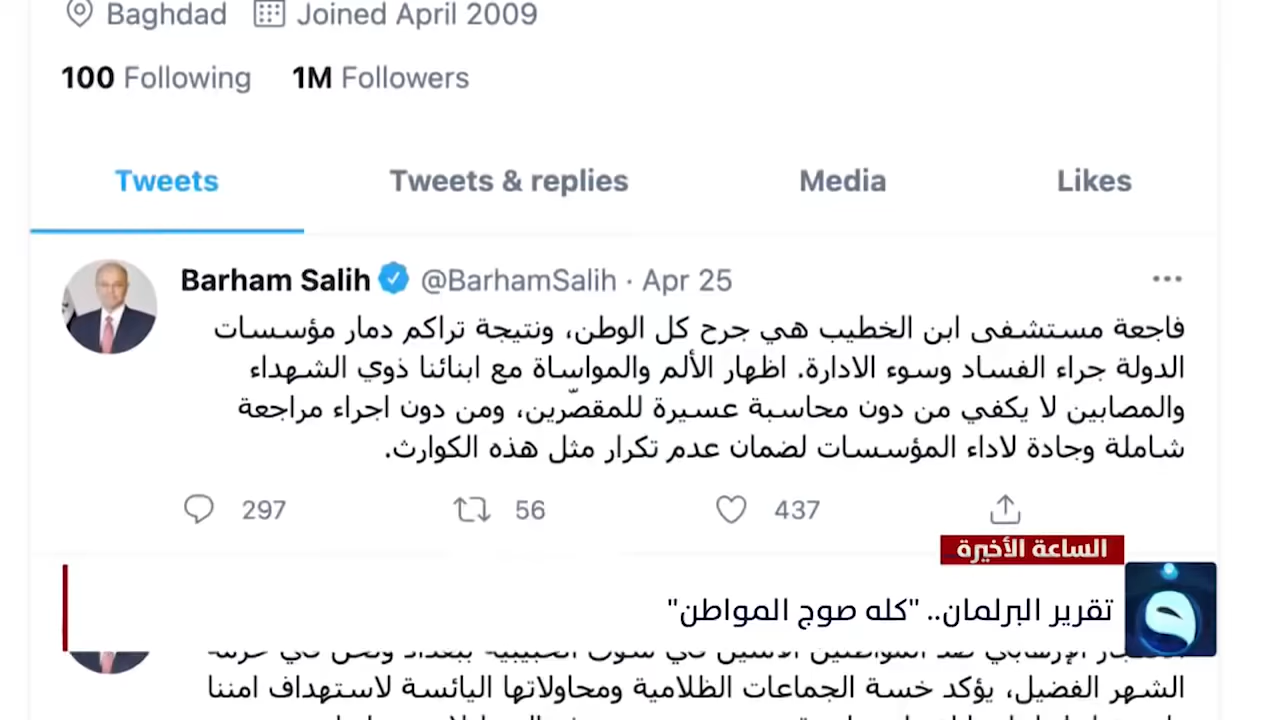 Baghdad Joined April 2009
100 Following 1M Followers
Tweets Tweets & replies Media Likes
Barham Salih @BarhamSalih · Apr 25
فاجعة مستشفى ابن الخطيب هي جرح كل الوطن، ونتيجة تراكم دمار مؤسسات
الدولة جراء الفساد وسوء الادارة. اظهار الألم والمواساة مع ابنائنا ذوي الشهداء
والمصابين لا يكفي من دون محاسبة عسيرة للمقصّرين، ومن دون اجراء مراجعة
شاملة وجادة لاداء المؤسسات لضمان عدم تكرار مثل هذه الكوارث.
297 56 437
الساعة الأخيرة
تقرير البرلمان.. "كله صوج المواطن"
الشهر الفضيل، يؤكد خسة الجماعات الظلامية ومحاولاتها اليائسة لاستهداف امننا